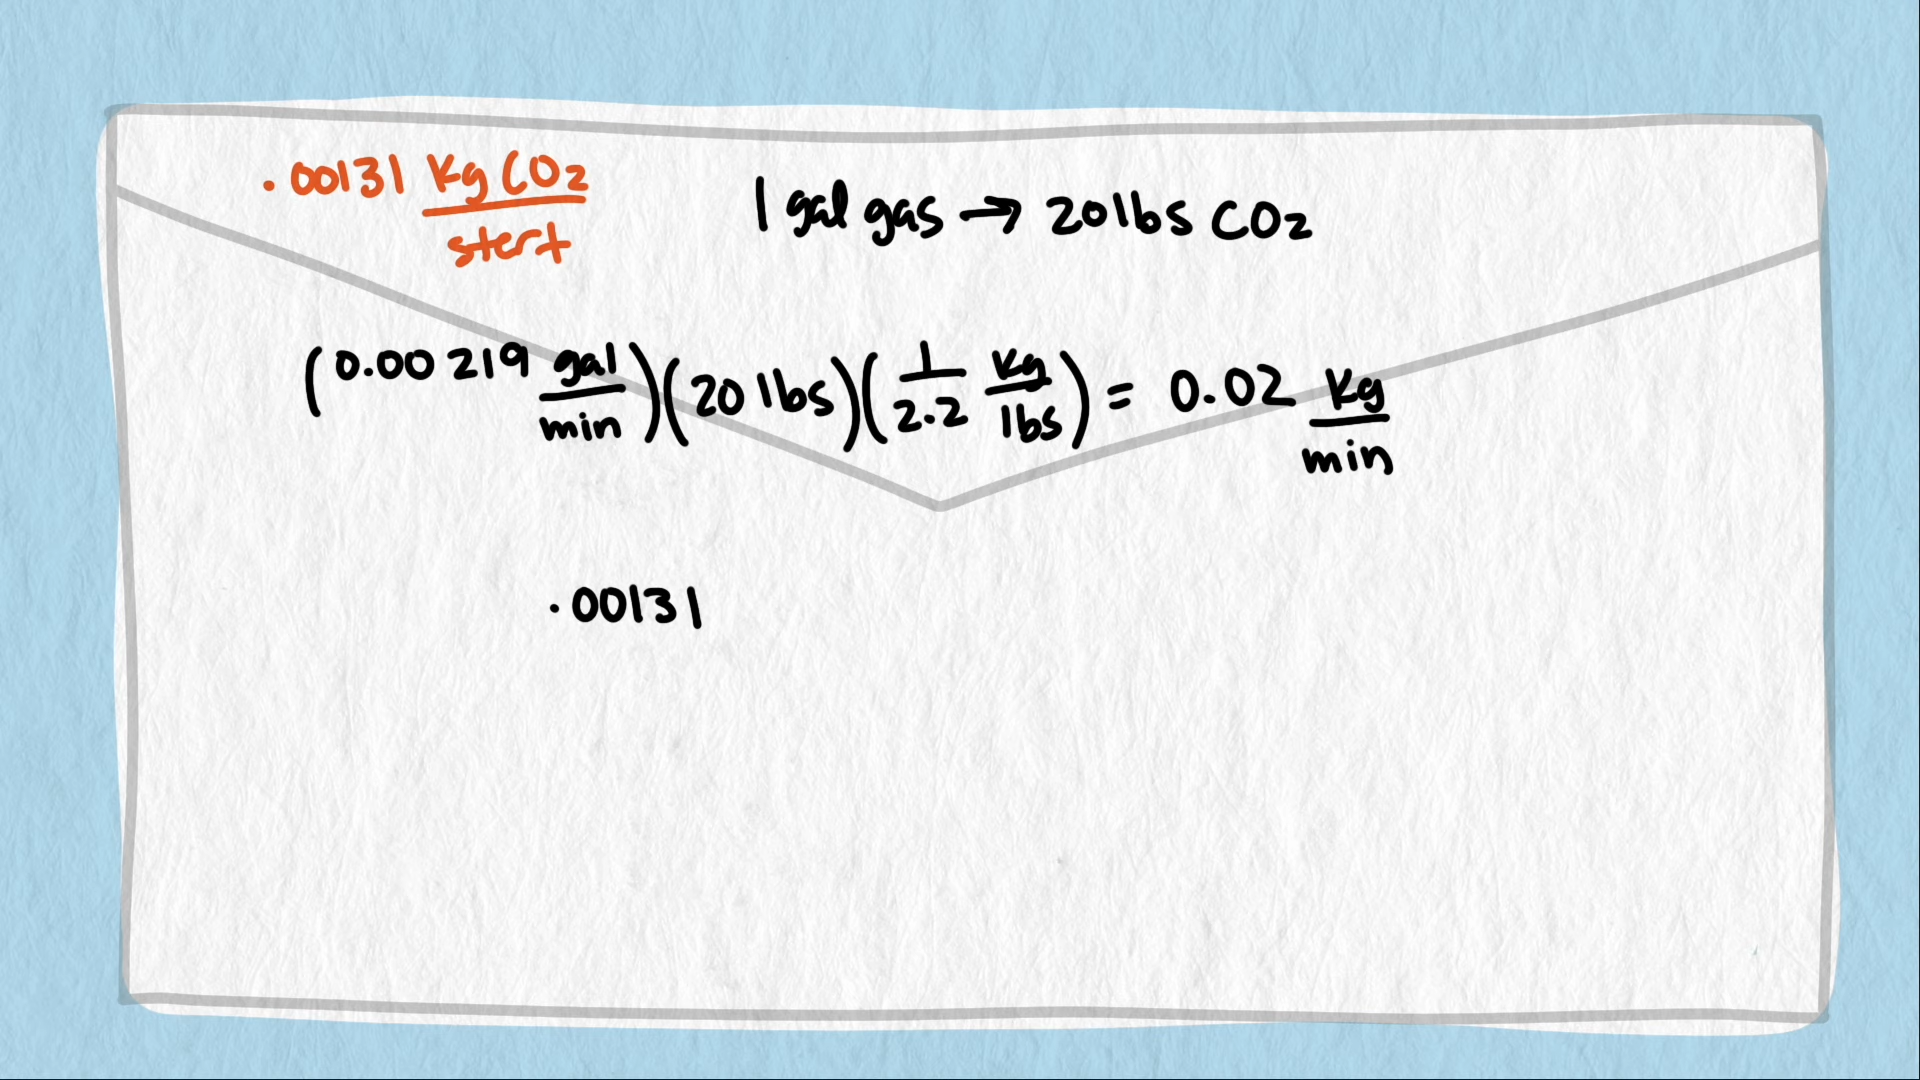 .00131 kg CO2 / start
1 gal gas → 20 lbs CO2
(0.00219 gal/min)(20 lbs)(1/2.2 kg/lbs) = 0.02 kg/min
.00131